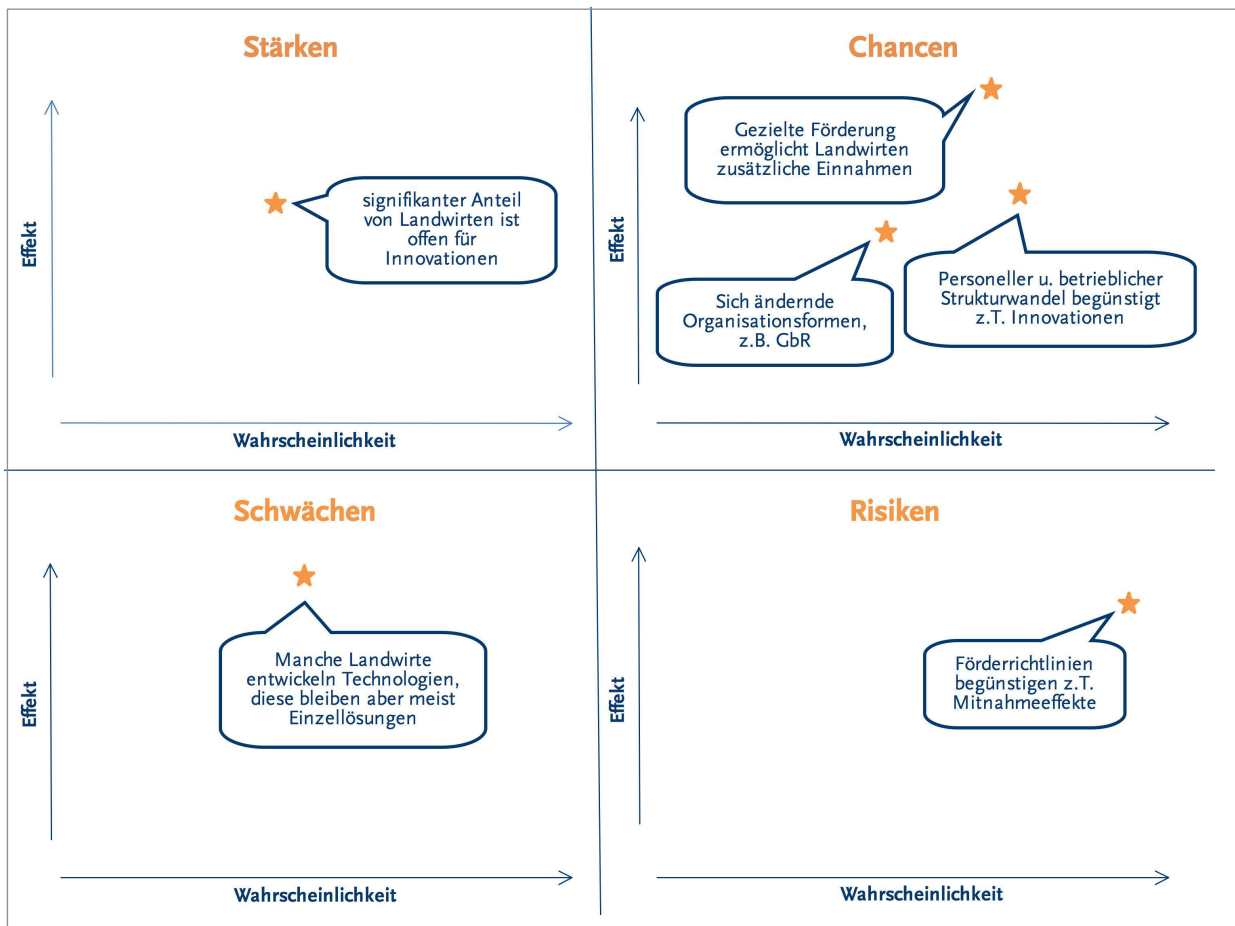 Stärken
Effekt
signifikanter Anteil
von Landwirten ist
offen für
Innovationen
Wahrscheinlichkeit
Chancen
Effekt
Gezielte Förderung
ermöglicht Landwirten
zusätzliche Einnahmen
Sich ändernde
Organisationsformen,
z.B. GbR
Personeller u. betrieblicher
Strukturwandel begünstigt
z.T. Innovationen
Wahrscheinlichkeit
Schwächen
Effekt
Manche Landwirte
entwickeln Technologien,
diese bleiben aber meist
Einzellösungen
Wahrscheinlichkeit
Risiken
Effekt
Förderrichtlinien
begünstigen z.T.
Mitnahmeeffekte
Wahrscheinlichkeit